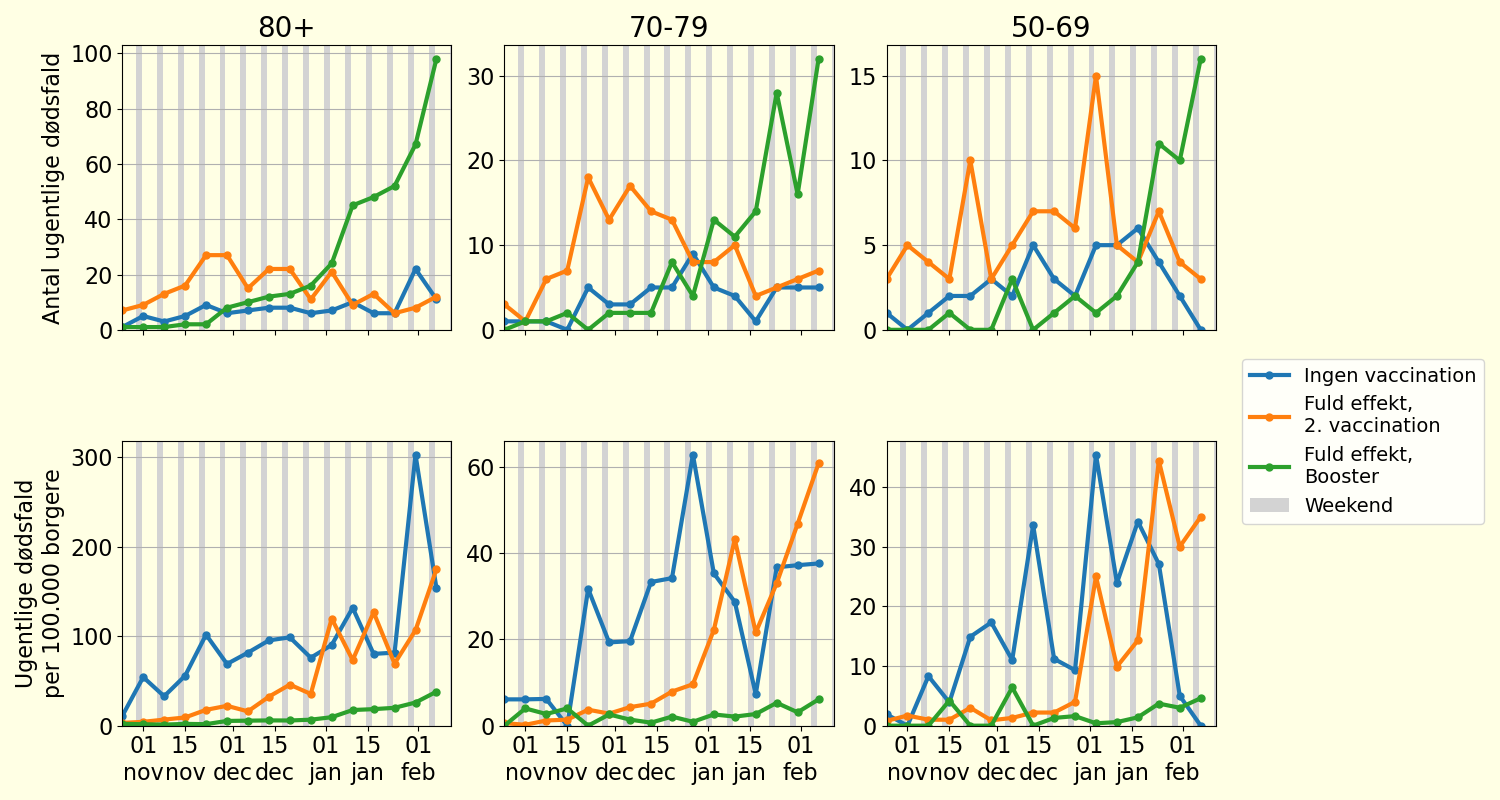 80+
70-79
50-69
Antal ugentlige dødsfald
100
80
60
40
20
0
30
20
10
0
15
10
5
0
Ingen vaccination
Fuld effekt,
2. vaccination
Fuld effekt,
Booster
Weekend
Ugentlige dødsfald
per 100.000 borgere
300
200
100
0
60
40
20
0
40
30
20
10
0
01 15 01 15 01 15 01
nov nov dec dec jan jan feb
01 15 01 15 01 15 01
nov nov dec dec jan jan feb
01 15 01 15 01 15 01
nov nov dec dec jan jan feb